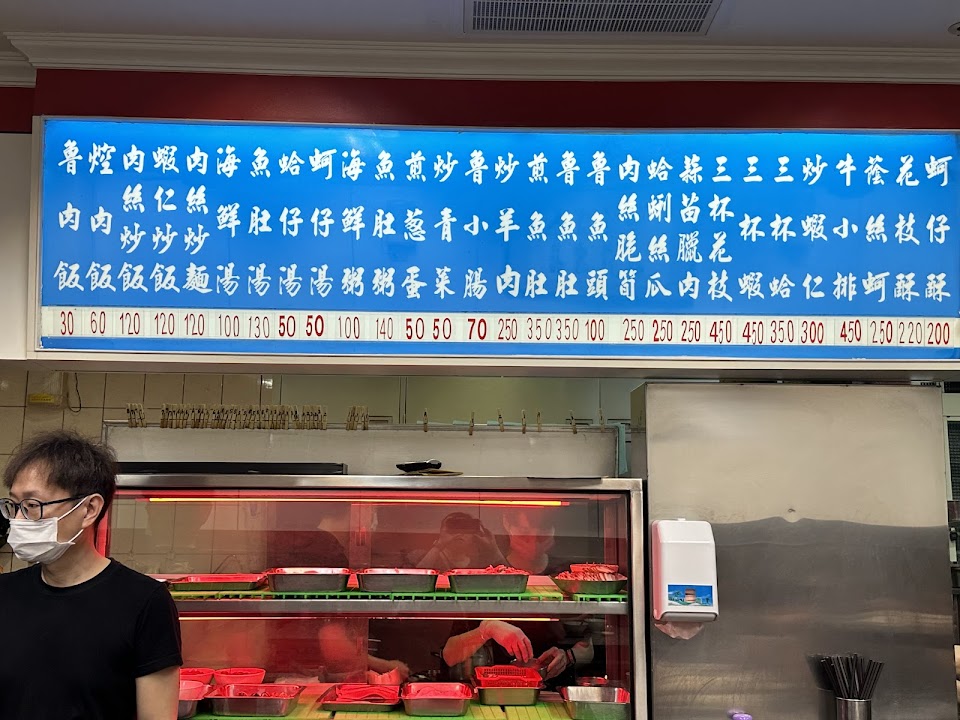 魯肉飯 30
焢肉飯 60
肉絲炒飯 120
蝦仁炒飯 120
肉絲炒麵 120
海鮮湯 100
魚肚湯 130
蛤仔湯 50
蚵仔湯 50
海鮮粥 100
魚肚粥 140
煎蔥蛋 50
炒青菜 50
魯小腸 70
炒羊肉 250
煎魚肚 350
魯魚肚 350
魯魚頭 100
肉絲脆筍 250
蛤蜊絲瓜 250
蒜苗臘肉 250
三杯花枝 450
三杯蝦 450
三杯蛤 350
炒蝦仁 300
牛小排 450
蔭絲蚵 250
花枝酥 220
蚵仔酥 200